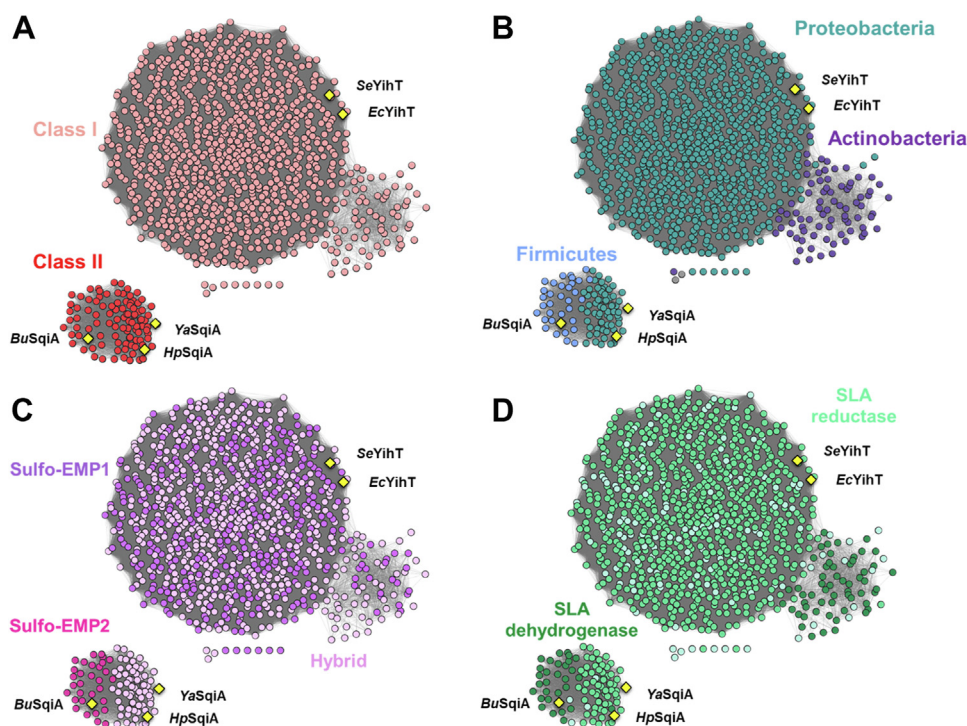 A
Class I
SeYihT
EcYihT
Class II
BuSqiA
YaSqiA
HpSqiA
B
Proteobacteria
SeYihT
EcYihT
Actinobacteria
Firmicutes
BuSqiA
YaSqiA
HpSqiA
C
Sulfo-EMP1
SeYihT
EcYihT
Sulfo-EMP2
Hybrid
BuSqiA
YaSqiA
HpSqiA
D
SLA
reductase
SeYihT
EcYihT
SLA
dehydrogenase
BuSqiA
YaSqiA
HpSqiA